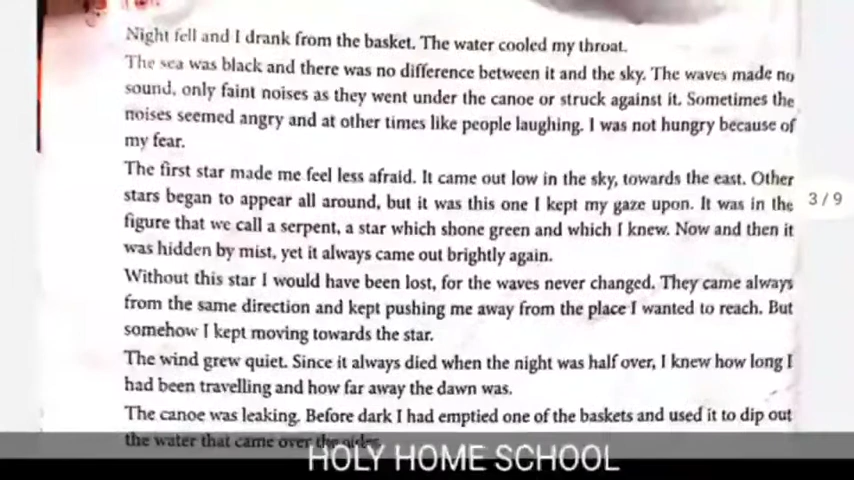 Night fell and I drank from the basket. The water cooled my throat.
The sea was black and there was no difference between it and the sky. The waves made no
sound, only faint noises as they went under the canoe or struck against it. Sometimes the
noises seemed angry and at other times like people laughing. I was not hungry because of
my fear.
The first star made me feel less afraid. It came out low in the sky, towards the east. Other
stars began to appear all around, but it was this one I kept my gaze upon. It was in the
figure that we call a serpent, a star which shone green and which I knew. Now and then it
was hidden by mist, yet it always came out brightly again.
Without this star I would have been lost, for the waves never changed. They came always
from the same direction and kept pushing me away from the place I wanted to reach. But
somehow I kept moving towards the star.
The wind grew quiet. Since it always died when the night was half over, I knew how long I
had been travelling and how far away the dawn was.
The canoe was leaking. Before dark I had emptied one of the baskets and used it to dip out
the water that came over the sides.
3 / 9
HOLY HOME SCHOOL